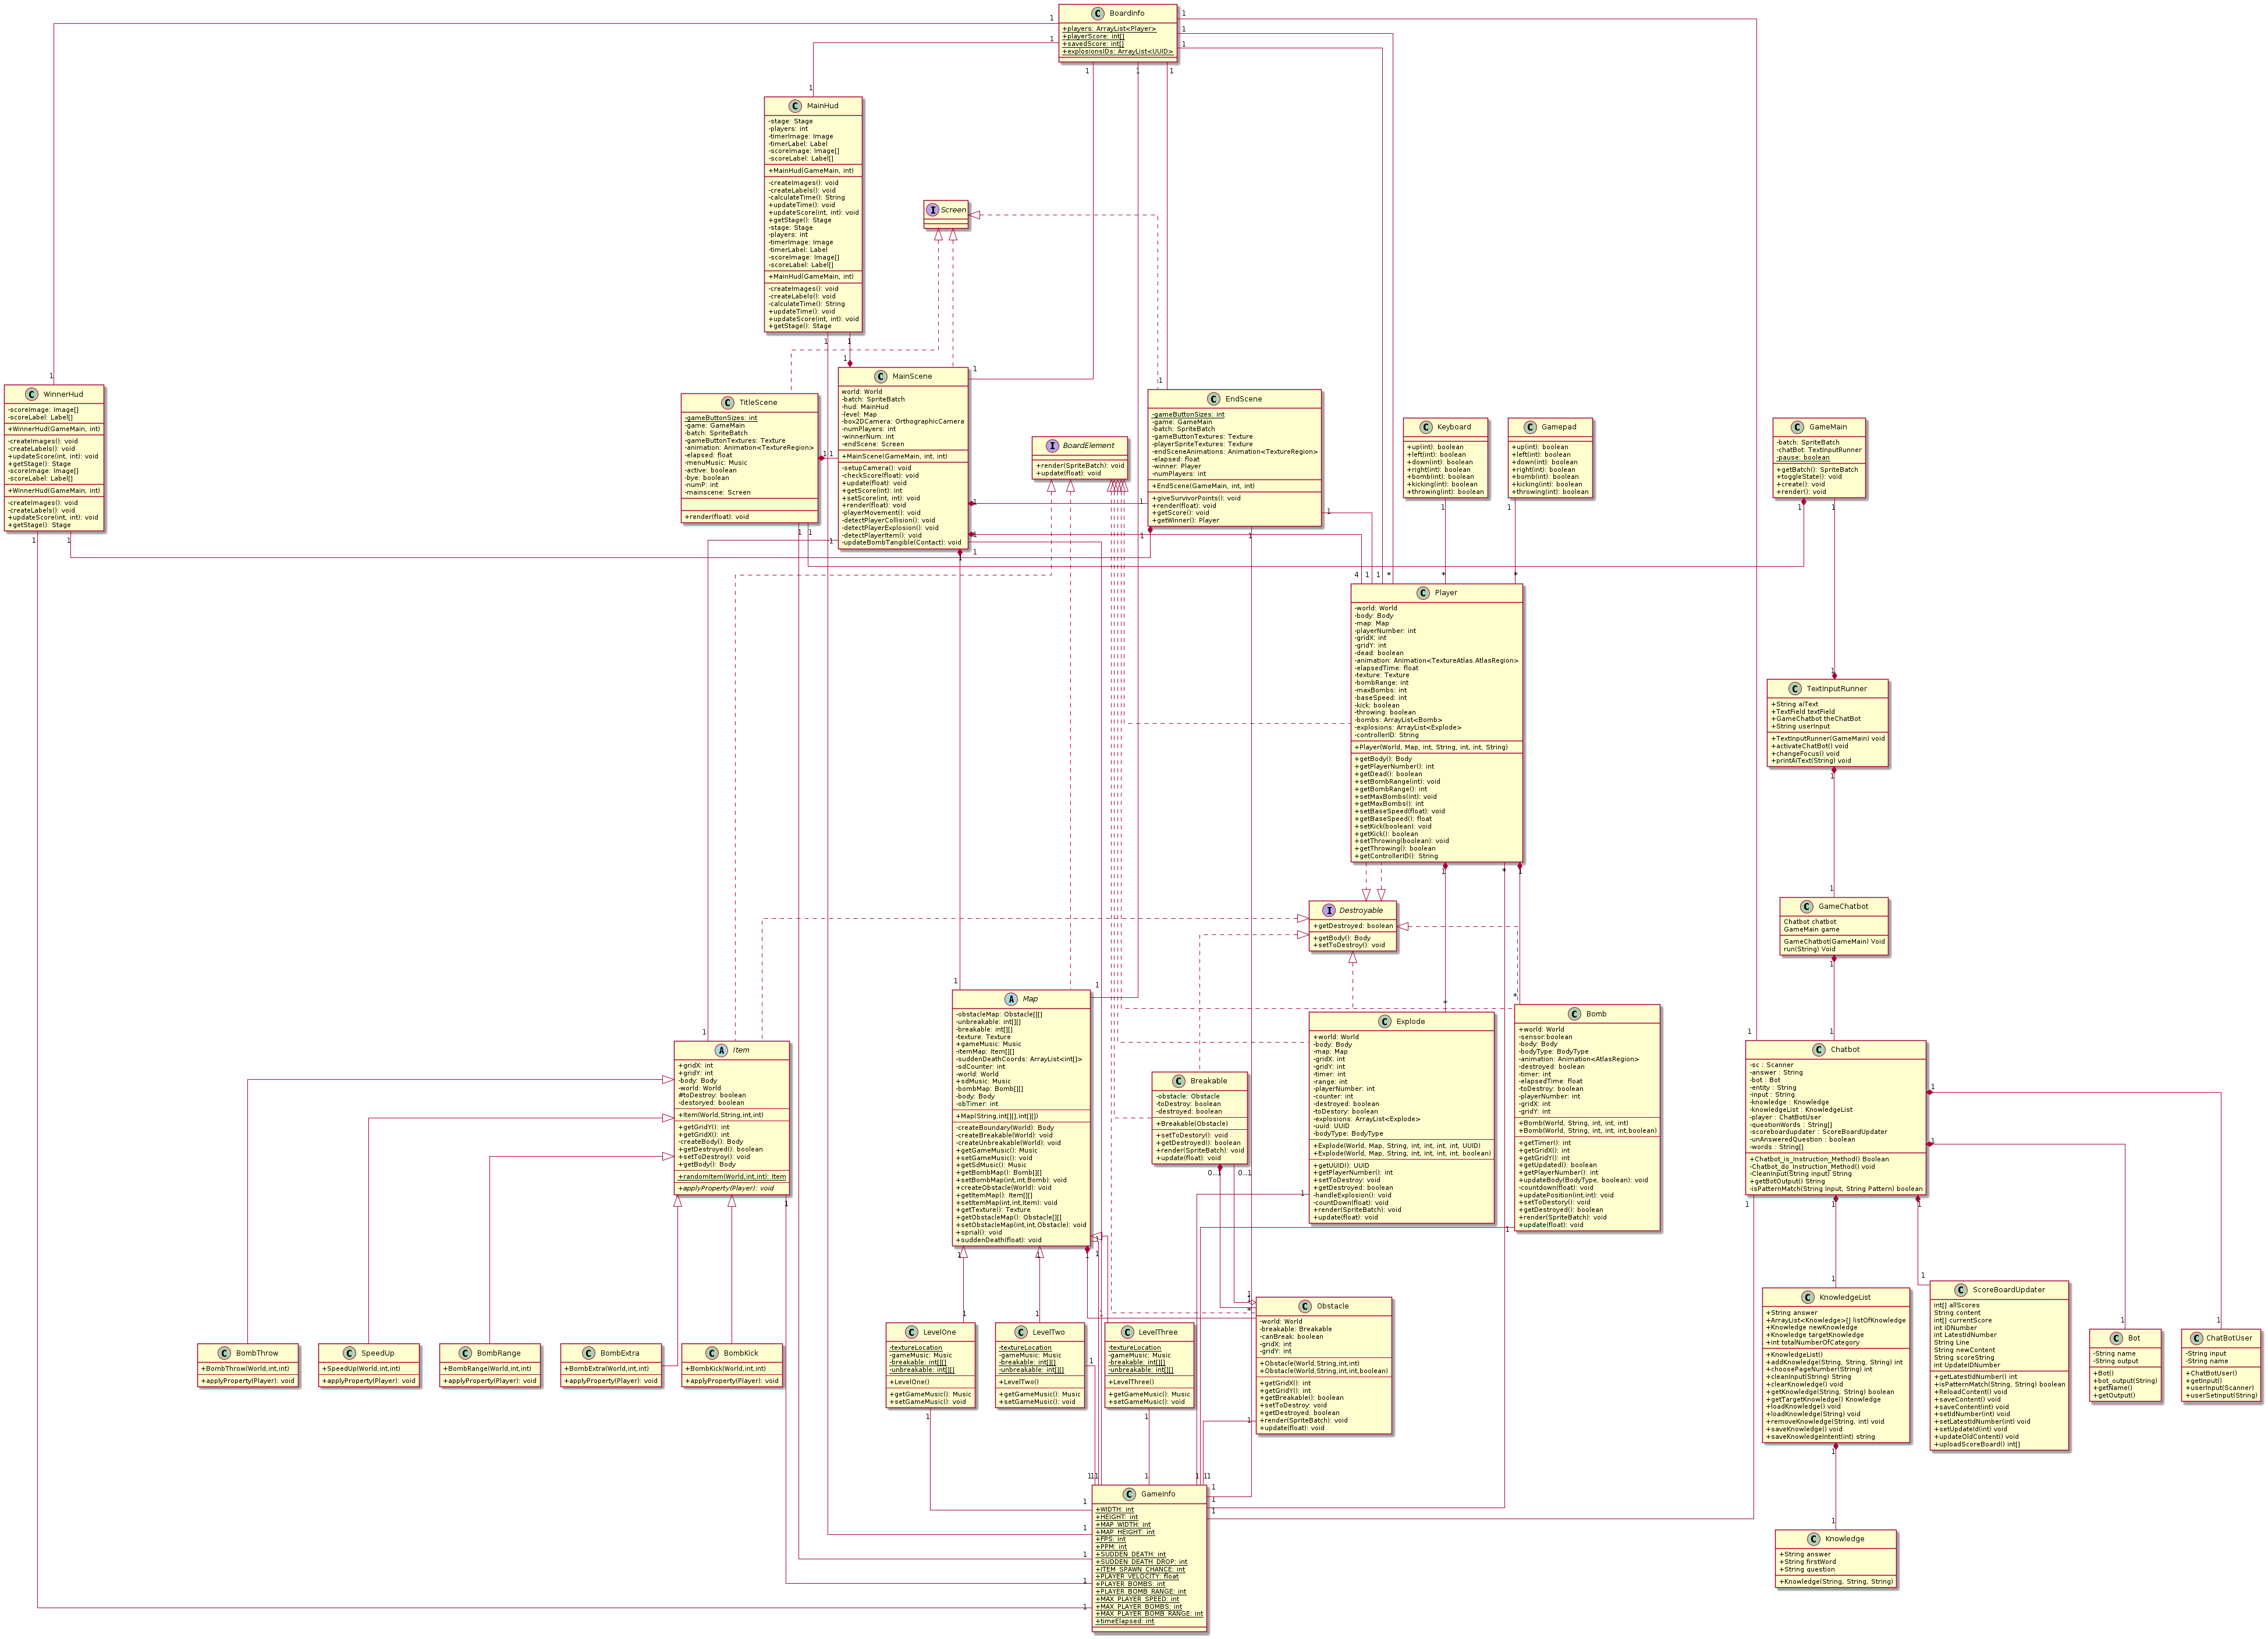 BoardInfo
+players: ArrayList<Player>
+playerScore: int[]
+savedScore: int[]
+explosionsIDs: ArrayList<UUID>
MainHud
-stage: Stage
-players: int
-timerImage: Image
-timerLabel: Label
-scoreImage: Image[]
-scoreLabel: Label[]
+MainHud(GameMain, int)
-createImages(): void
-createLabels(): void
-calculateTime(): String
+updateTime(): void
+updateScore(int, int): void
+getStage(): Stage
-stage: Stage
-players: int
-timerImage: Image
-timerLabel: Label
-scoreImage: Image[]
-scoreLabel: Label[]
+MainHud(GameMain, int)
-createImages(): void
-createLabels(): void
-calculateTime(): String
+updateTime(): void
+updateScore(int, int): void
+getStage: Stage
Screen
WinnerHud
-scoreImage: Image[]
-scoreLabel: Label[]
+WinnerHud(GameMain, int)
-createImages(): void
-createLabels(): void
+updateScore(int, int): void
+getStage(): Stage
-scoreImage: Image[]
-scoreLabel: Label[]
+WinnerHud(GameMain, int)
-createImages(): void
-createLabels(): void
+updateScore(int, int): void
+getStage: Stage
TitleScene
-gameButtonSizes: int
-game: GameMain
-batch: SpriteBatch
-gameButtonTextures: Texture
-animation: Animation<TextureRegion>
-elapsed: float
-menuMusic: Music
-active: boolean
-bye: boolean
-numP: int
-mainscene: Screen
+render(float): void
MainScene
world: World
-batch: SpriteBatch
-hud: MainHud
-level: Map
-box2DCamera: OrthographicCamera
-numPlayers: int
-winnerNum: int
-endScene: Screen
+MainScene(GameMain, int, int)
-setupCamera(): void
-checkScore(float): void
+update(float): void
+getScore(int): int
+setScore(int, int): void
+render(float): void
-playerMovement(): void
-detectPlayerCollision(): void
-detectPlayerExplosion(): void
-detectPlayerItem(): void
-updateBombTangible(Contact): void
BoardElement
+render(SpriteBatch): void
+update(float): void
EndScene
-gameButtonSizes: int
-game: GameMain
-batch: SpriteBatch
-gameButtonTextures: Texture
-playerSpriteTextures: Texture
-endSceneAnimations: Animation<TextureRegion>
-elapsed: float
-winner: Player
-numPlayers: int
+EndScene(GameMain, int, int)
+giveSurvivorPoints(): void
+render(float): void
+getScore(): void
+getWinner(): Player
Keyboard
+up(int): boolean
+left(int): boolean
+down(int): boolean
+right(int): boolean
+bomb(int): boolean
+kicking(int): boolean
+throwing(int): boolean
Gamepad
+up(int): boolean
+left(int): boolean
+down(int): boolean
+right(int): boolean
+bomb(int): boolean
+kicking(int): boolean
+throwing(int): boolean
GameMain
-batch: SpriteBatch
-chatBot: TextInputRunner
-pause: boolean
+getBatch(): SpriteBatch
+toggleState(): void
+create(): void
+render(): void
Player
-world: World
-body: Body
-map: Map
-playerNumber: int
-gridX: int
-gridY: int
-dead: boolean
-animation: Animation<TextureAtlas.AtlasRegion>
-elapsedTime: float
-texture: Texture
-bombRange: int
-maxBombs: int
-baseSpeed: int
-kick: boolean
-throwing: boolean
-bombs: ArrayList<Bomb>
-explosions: ArrayList<Explode>
-controllerID: String
+Player(World, Map, int, String, int, int, String)
+getBody(): Body
+getPlayerNumber(): int
+getDead(): boolean
+setBombRange(int): void
+getBombRange(): int
+setMaxBombs(int): void
+getMaxBombs(): int
+setBaseSpeed(float): void
+getBaseSpeed(): float
+setKick(boolean): void
+getKick(): boolean
+setThrowing(boolean): void
+getThrowing(): boolean
+getControllerID(): String
TextInputRunner
+String aiText
+TextField textField
+GameChatbot theChatBot
+String userInput
+TextInputRunner(GameMain) void
+activateChatBot() void
+changeFocus() void
+printAiText(String) void
Destroyable
+getDestroyed: boolean
+getBody(): Body
+setToDestroy(): void
GameChatbot
Chatbot chatbot
GameMain game
GameChatbot(GameMain) Void
run(String) Void
Item
+gridX: int
+gridY: int
-body: Body
-world: World
#toDestroy: boolean
-destoryed: boolean
+Item(World,String,int,int)
+getGridY(): int
+getGridX(): int
-createBody(): Body
+getDestroyed(): boolean
+setToDestroy(): void
+getBody(): Body
+randomItem(World,int,int): Item
+applyProperty(Player): void
Map
-obstacleMap: Obstacle[][]
-unbreakable: int[][]
-breakable: int[][]
-texture: Texture
+gameMusic: Music
-itemMap: Item[][]
-suddenDeathCoords: ArrayList<int[]>
-sdCounter: int
-world: World
+sdMusic: Music
-bombMap: Bomb[][]
-body: Body
-obTimer: int
+Map(String,int[][],int[][])
-createBoundary(World): Body
-createBreakable(World): void
-createUnbreakable(World): void
+getGameMusic(): Music
+setGameMusic(): void
+getSdMusic(): Music
+getBombMap(): Bomb[][]
+setBombMap(int,int,Bomb): void
+createObstacle(World): void
+getItemMap(): Item[][]
+setItemMap(int,int,Item): void
+getTexture(): Texture
+getObstacleMap(): Obstacle[][]
+setObstacleMap(int,int,Obstacle): void
+sprial(): void
+suddenDeath(float): void
Breakable
-obstacle: Obstacle
-toDestroy: boolean
-destroyed: boolean
+Breakable(Obstacle)
+setToDestory(): void
+getDestroyed(): boolean
+render(SpriteBatch): void
+update(float): void
Explode
+world: World
-body: Body
-map: Map
-gridX: int
-gridY: int
-timer: int
-range: int
-playerNumber: int
-counter: int
-destroyed: boolean
-toDestory: boolean
-explosions: ArrayList<Explode>
-uuid: UUID
-bodyType: BodyType
+Explode(World, Map, String, int, int, int, int, UUID)
+Explode(World, Map, String, int, int, int, int, boolean)
+getUUID(): UUID
+getPlayerNumber(): int
+setToDestroy: void
+getDestroyed: boolean
-handleExplosion(): void
-countDown(float): void
+render(SpriteBatch): void
+update(float): void
Bomb
+world: World
-sensor:boolean
-body: Body
-bodyType: BodyType
-animation: Animation<AtlasRegion>
-destroyed: boolean
-timer: int
-elapsedTime: float
-toDestroy: boolean
-playerNumber: int
-gridX: int
-gridY: int
+Bomb(World, String, int, int, int)
+Bomb(World, String, int, int, int,boolean)
+getTimer(): int
+getGridX(): int
+getGridY(): int
+getUpdated(): boolean
+getPlayerNumber(): int
+updateBody(BodyType, boolean): void
-countdown(float): void
+updatePosition(int,int): void
+setToDestory(): void
+getDestroyed(): boolean
+render(SpriteBatch): void
+update(float): void
Chatbot
-sc : Scanner
-answer : String
-bot : Bot
-entity : String
-input : String
-knowledge : Knowledge
-knowledgeList : KnowledgeList
-player : ChatBotUser
-questionWords : String[]
-scoreboardupdater : ScoreBoardUpdater
-unAnsweredQuestion : boolean
-words : String[]
+Chatbot_is_Instruction_Method() Boolean
-Chatbot_do_Instruction_Method() void
-CleanInput(String input) String
+getBotOutput() String
-isPatternMatch(String Input, String Pattern) boolean
BombThrow
+BombThrow(World,int,int)
+applyProperty(Player): void
SpeedUp
+SpeedUp(World,int,int)
+applyProperty(Player): void
BombRange
+BombRange(World,int,int)
+applyProperty(Player): void
BombExtra
+BombExtra(World,int,int)
+applyProperty(Player): void
BombKick
+BombKick(World,int,int)
+applyProperty(Player): void
LevelOne
-textureLocation
-gameMusic: Music
-breakable: int[][]
-unbreakable: int[][]
+LevelOne()
+getGameMusic(): Music
+setGameMusic(): void
LevelTwo
-textureLocation
-gameMusic: Music
-breakable: int[][]
-unbreakable: int[][]
+LevelTwo()
+getGameMusic(): Music
+setGameMusic(): void
LevelThree
-textureLocation
-gameMusic: Music
-breakable: int[][]
-unbreakable: int[][]
+LevelThree()
+getGameMusic(): Music
+setGameMusic(): void
Obstacle
-world: World
-breakable: Breakable
-canBreak: boolean
-gridX: int
-gridY: int
+Obstacle(World,String,int,int)
+Obstacle(World,String,int,int,boolean)
+getGridX(): int
+getGridY(): int
+getBreakable(): boolean
+setToDestroy: void
+getDestroyed: boolean
+render(SpriteBatch): void
+update(float): void
KnowledgeList
+String answer
+ArrayList<Knowledge>[] listOfKnowledge
+Knowledge newKnowledge
+Knowledge targetKnowledge
+int totalNumberOfCategory
+KnowledgeList()
+addKnowledge(String, String, String) int
+choosePageNumber(String) int
+cleanInput(String) String
+clearKnowledge() void
+getKnowledge(String, String) boolean
+getTargetKnowledge() Knowledge
+loadKnowledge() void
+loadKnowledge(String) void
+removeKnowledge(String, int) void
+saveKnowledge() void
+saveKnowledgeIntent(int) string
ScoreBoardUpdater
int[] allScores
String content
int[] currentScore
int IDNumber
int LatestIdNumber
String Line
String newContent
String scoreString
int UpdateIDNumber
+getLatestIdNumber() int
+isPatternMatch(String, String) boolean
+ReloadContent() void
+saveContent() void
+saveContent(int) void
+setIdNumber(int) void
+setLatestIdNumber(int) void
+setUpdateId(int) void
+updateOldContent() void
+uploadScoreBoard() int[]
Bot
-String name
-String output
+Bot()
+bot_output(String)
+getName()
+getOutput()
ChatBotUser
-String input
-String name
+ChatBotUser()
+getInput()
+userInput(Scanner)
+userSetinput(String)
GameInfo
+WIDTH: int
+HEIGHT: int
+MAP_WIDTH: int
+MAP_HEIGHT: int
+FPS: int
+PPM: int
+SUDDEN_DEATH: int
+SUDDEN_DEATH_DROP: int
+ITEM_SPAWN_CHANCE: int
+PLAYER_VELOCITY: float
+PLAYER_BOMBS: int
+PLAYER_BOMB_RANGE: int
+MAX_PLAYER_SPEED: int
+MAX_PLAYER_BOMBS: int
+MAX_PLAYER_BOMB_RANGE: int
+timeElapsed: int
Knowledge
+String answer
+String firstWord
+String question
+Knowledge(String, String, String)